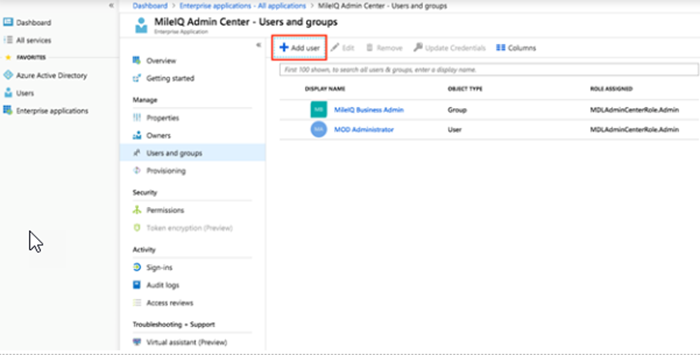 Dashboard > Enterprise applications - All applications > MileIQ Admin Center - Users and groups
MileIQ Admin Center - Users and groups
Enterprise Application
Dashboard
All services
FAVORITES
Azure Active Directory
Users
Enterprise applications
Overview
Getting started
Manage
Properties
Owners
Users and groups
Provisioning
Security
Permissions
Token encryption (Preview)
Activity
Sign-ins
Audit logs
Access reviews
Troubleshooting + Support
Virtual assistant (Preview)
+ Add user Edit Remove Update Credentials Columns
First 100 shown, to search all users & groups, enter a display name.
DISPLAY NAME OBJECT TYPE ROLE ASSIGNED
MileIQ Business Admin Group MDLAdminCenterRole.Admin
MOD Administrator User MDLAdminCenterRole.Admin